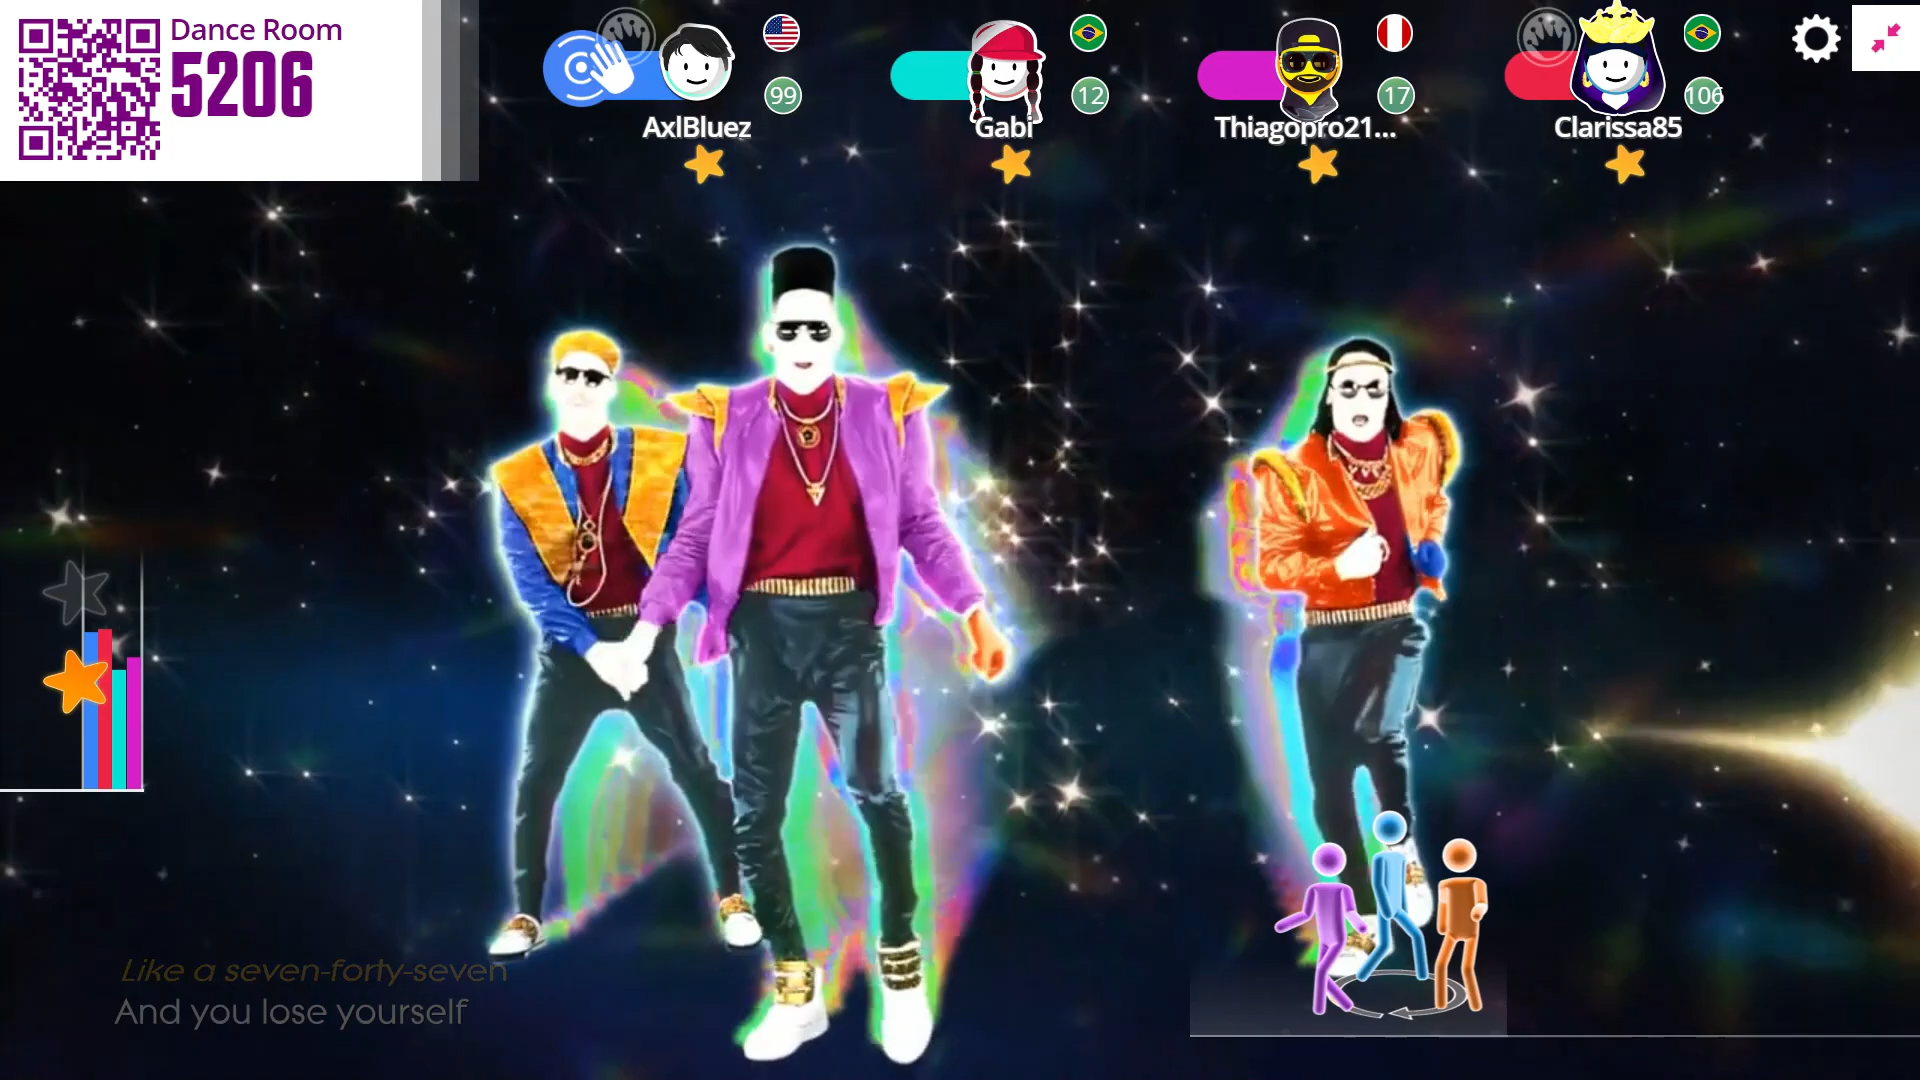 Dance Room
5206
99
12
17
106
AxlBluez
Gabi
Thiagopro21...
Clarissa85
Like a seven-forty-seven
And you lose yourself